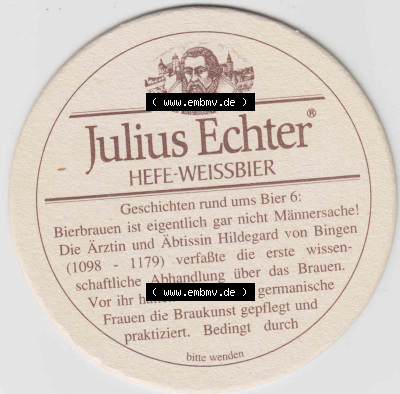 ( www.embmv.de )
Julius Echter®
HEFE-WEISSBIER
Geschichten rund ums Bier 6:
Bierbrauen ist eigentlich gar nicht Männersache!
Die Ärztin und Äbtissin Hildegard von Bingen
(1098 - 1179) verfaßte die erste wissen-
schaftliche Abhandlung über das Brauen.
Vor ihr germanische
( www.embmv.de )
Frauen die Braukunst gepflegt und
praktiziert. Bedingt durch
bitte wenden